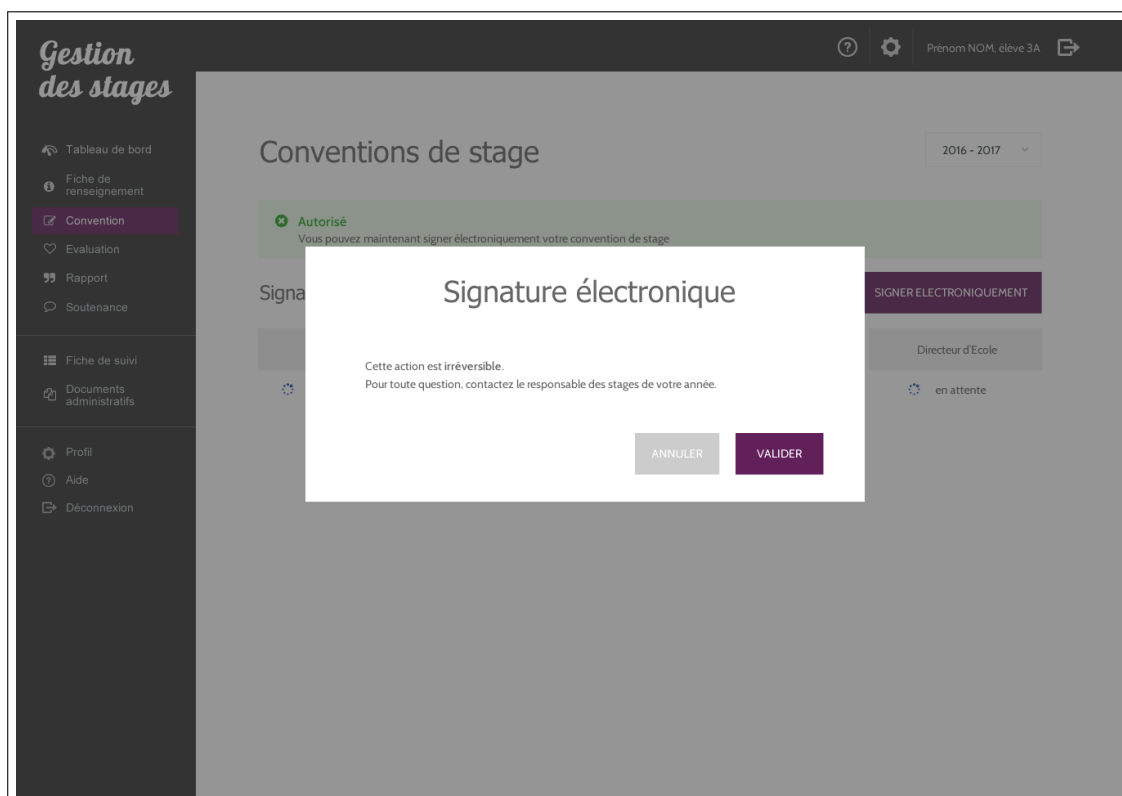 Gestion
des stages
Prénom NOM, élève 3A
Tableau de bord
Fiche de
renseignement
Convention
Evaluation
Rapport
Soutenance
Fiche de suivi
Documents
administratifs
Profil
Aide
Déconnexion
Conventions de stage
2016 - 2017
Autorisé
Vous pouvez maintenant signer électroniquement votre convention de stage
Signa
SIGNER ELECTRONIQUEMENT
Directeur d'Ecole
en attente
Signature électronique
Cette action est irréversible.
Pour toute question, contactez le responsable des stages de votre année.
ANNULER
VALIDER